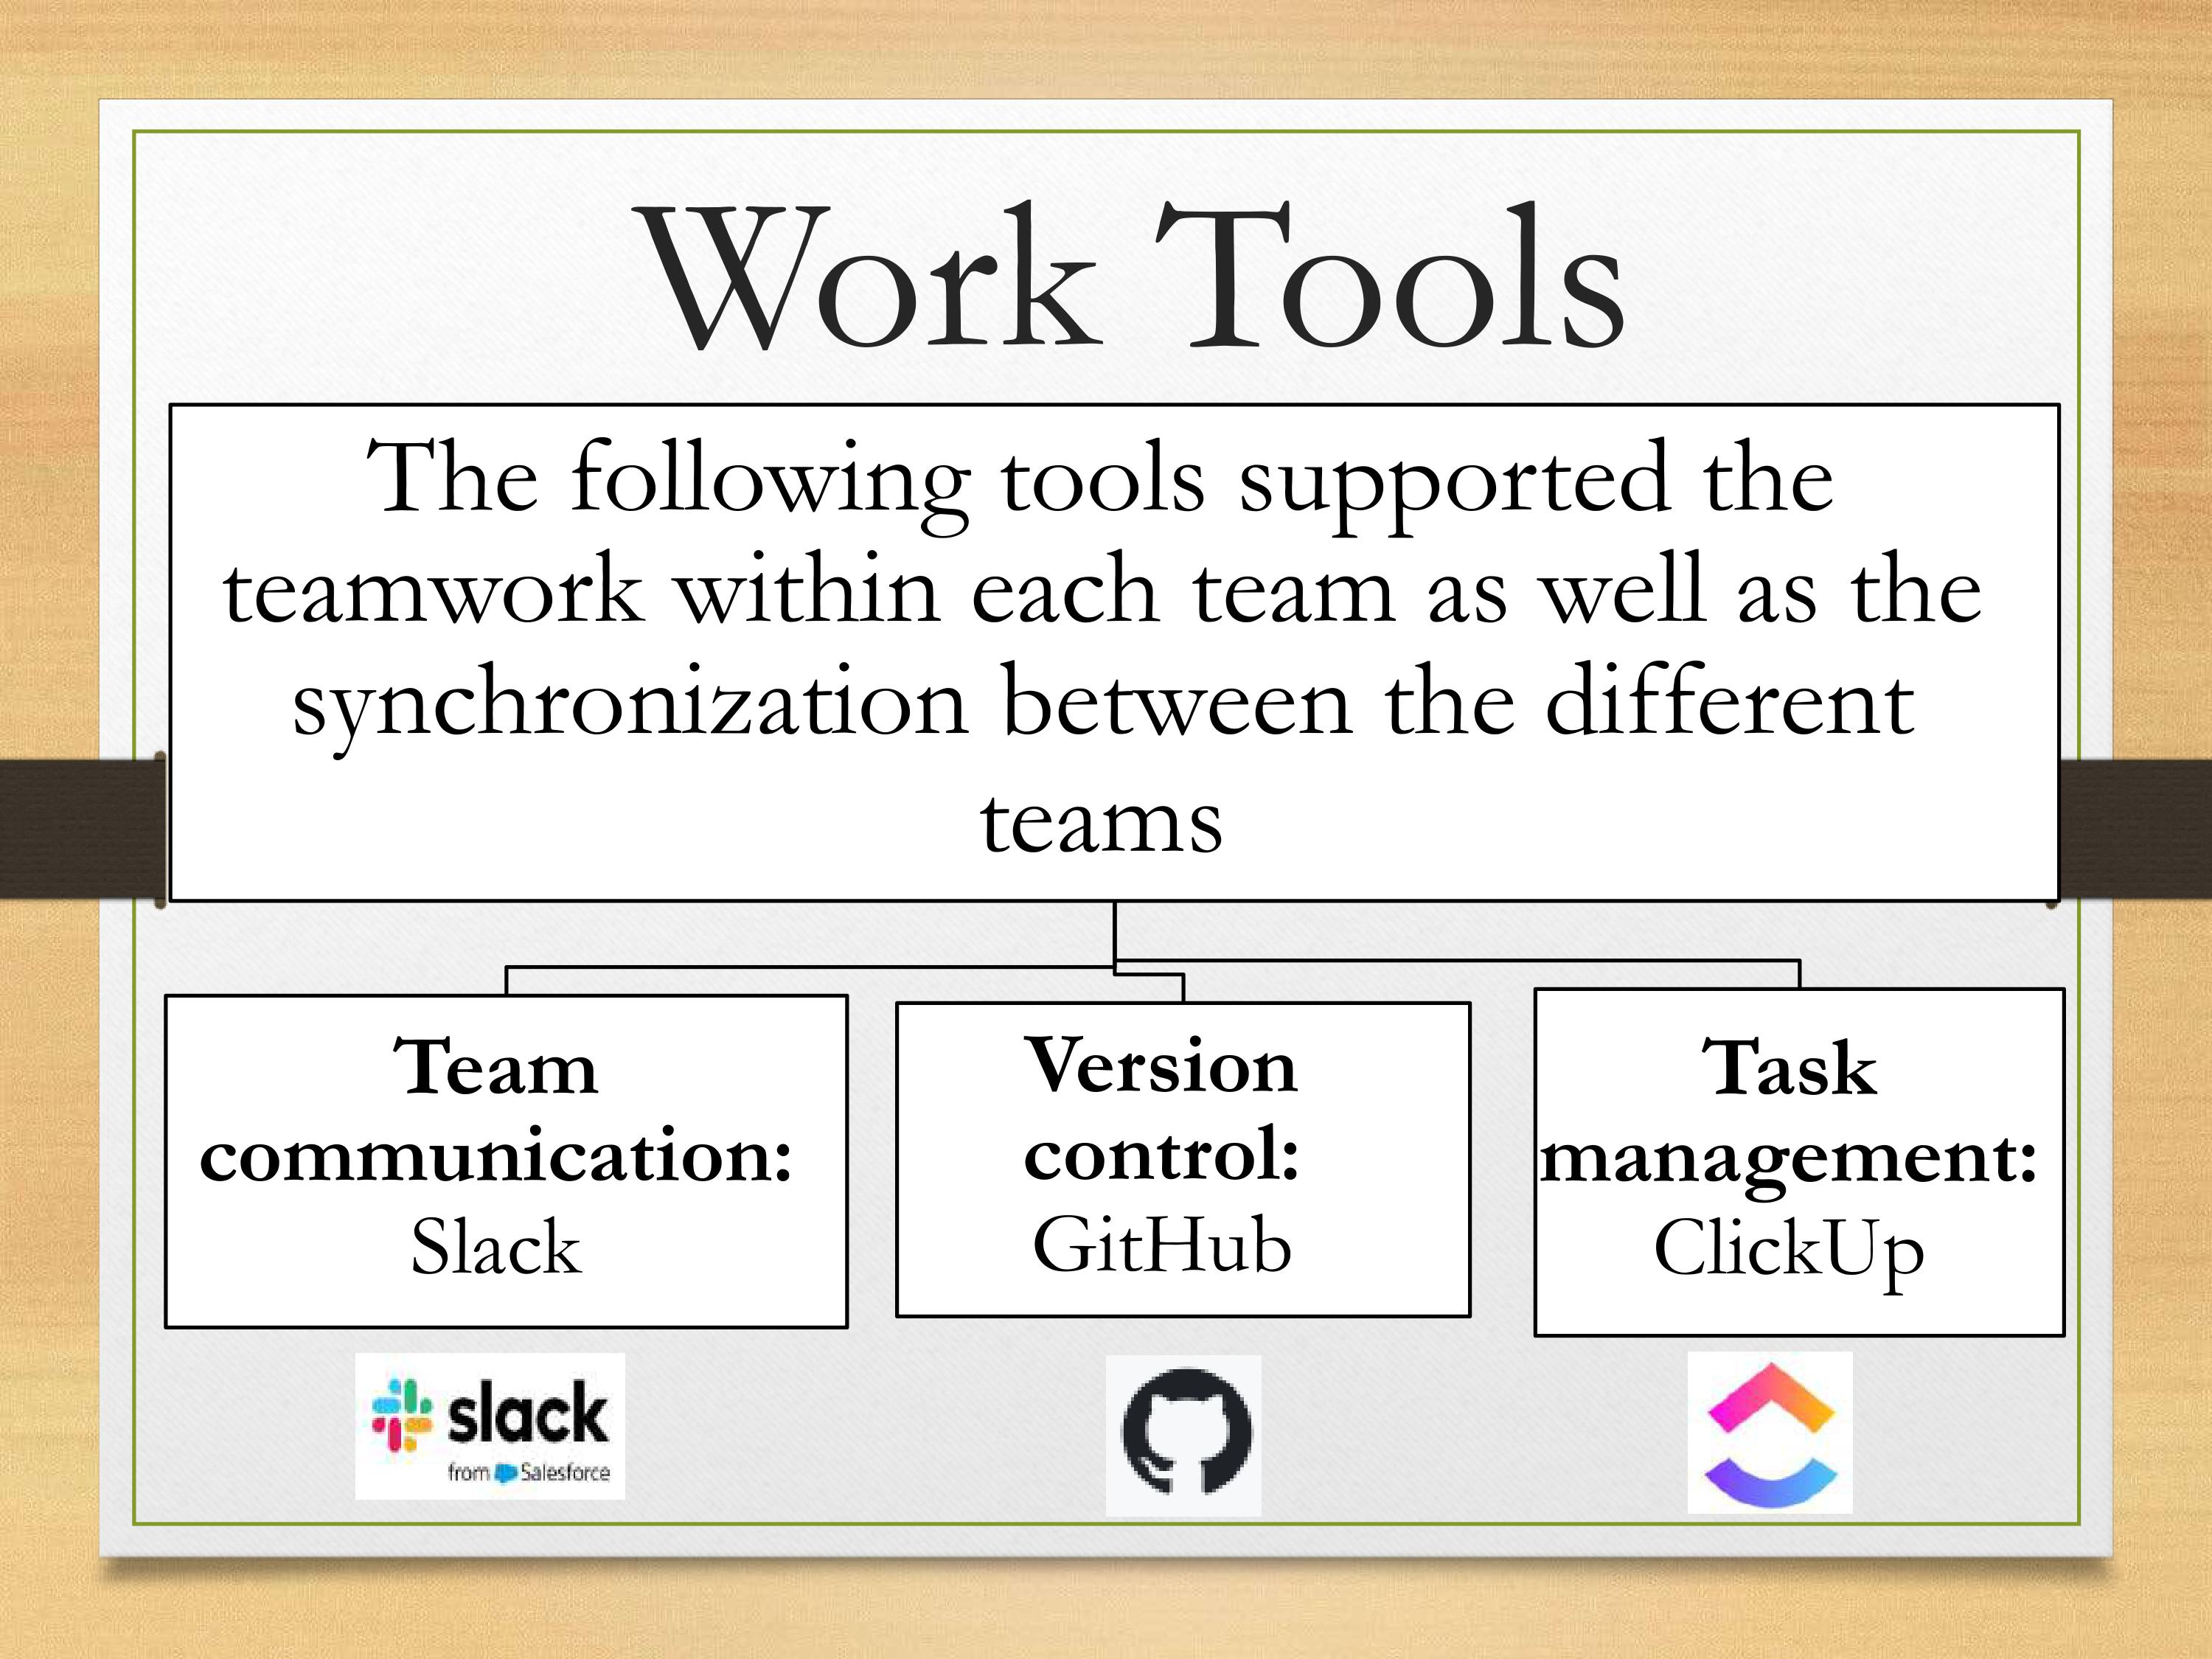 Work Tools
The following tools supported the
teamwork within each team as well as the
synchronization between the different
teams
Team
communication:
Slack
Version
control:
GitHub
Task
management:
ClickUp
slack
from Salesforce